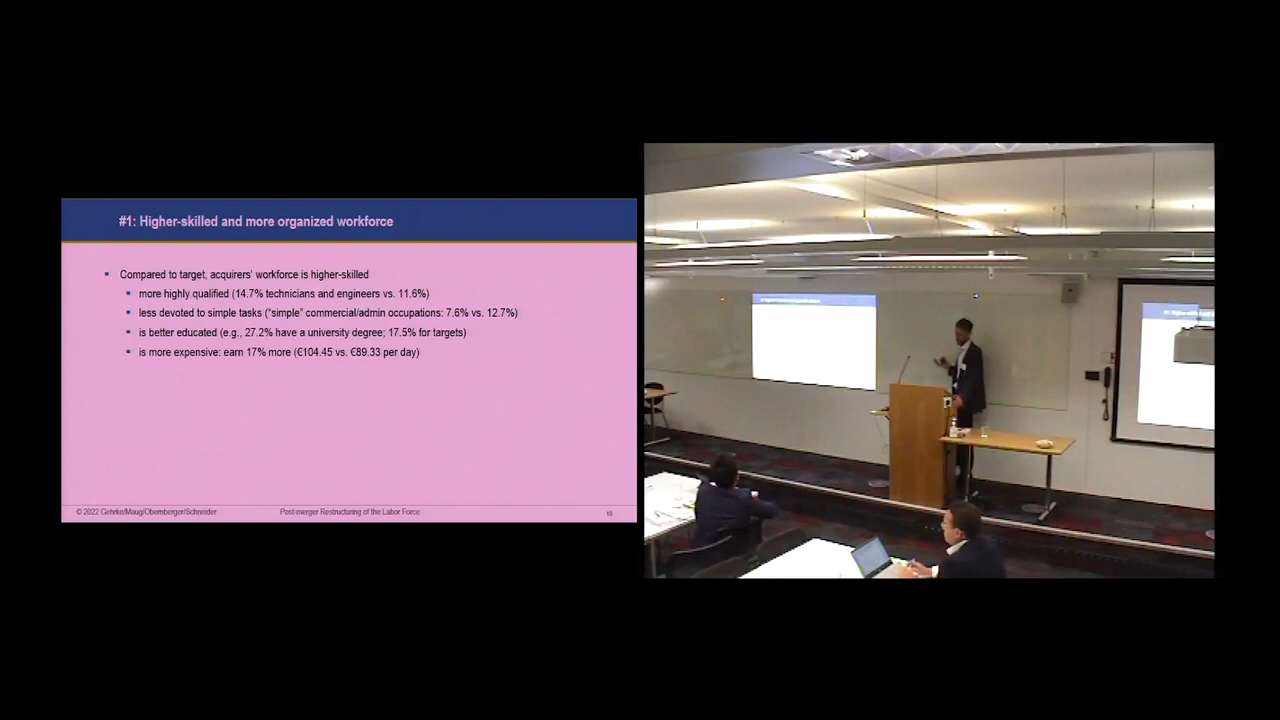 #1: Higher-skilled and more organized workforce
▪ Compared to target, acquirers' workforce is higher-skilled
▪ more highly qualified (14.7% technicians and engineers vs. 11.6%)
▪ less devoted to simple tasks ("simple" commercial/admin occupations: 7.6% vs. 12.7%)
▪ is better educated (e.g., 27.2% have a university degree; 17.5% for targets)
▪ is more expensive: earn 17% more (€104.45 vs. €89.33 per day)
© 2022 Gehrke/Maug/Obernberger/Schneider
Post-merger Restructuring of the Labor Force
10